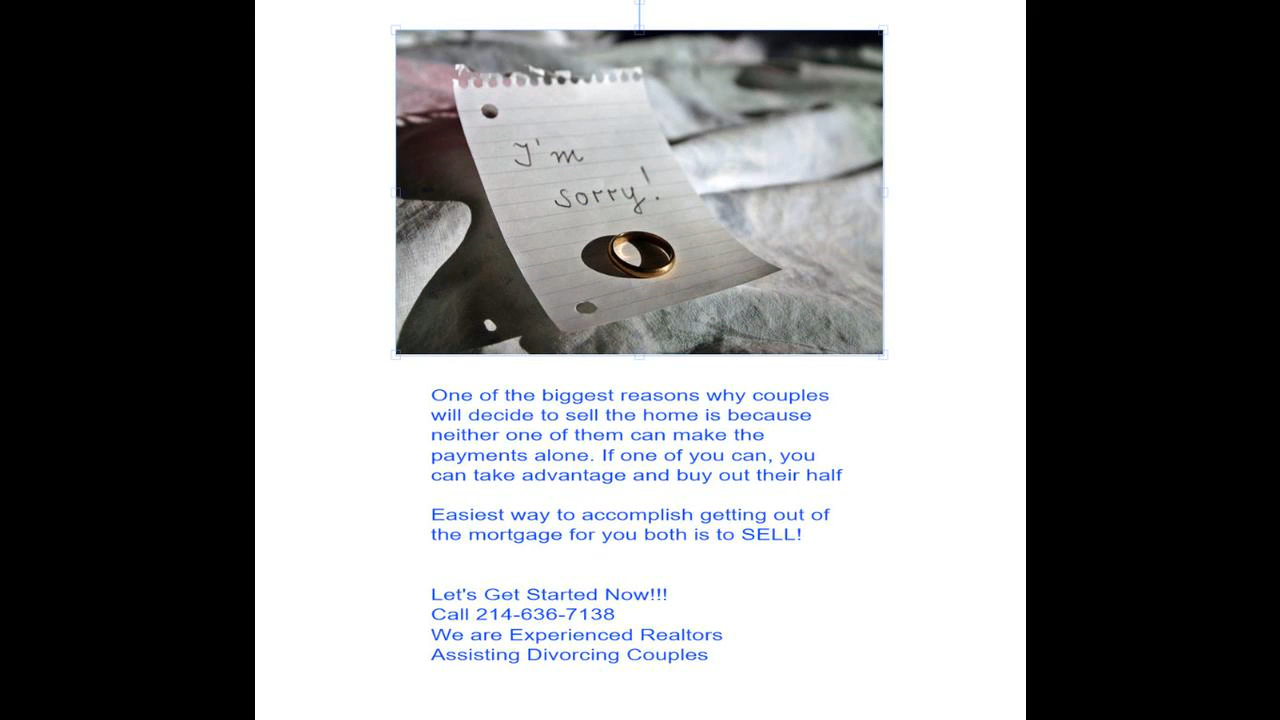 I'm
sorry!
One of the biggest reasons why couples
will decide to sell the home is because
neither one of them can make the
payments alone. If one of you can, you
can take advantage and buy out their half
Easiest way to accomplish getting out of
the mortgage for you both is to SELL!
Let's Get Started Now!!!
Call 214-636-7138
We are Experienced Realtors
Assisting Divorcing Couples